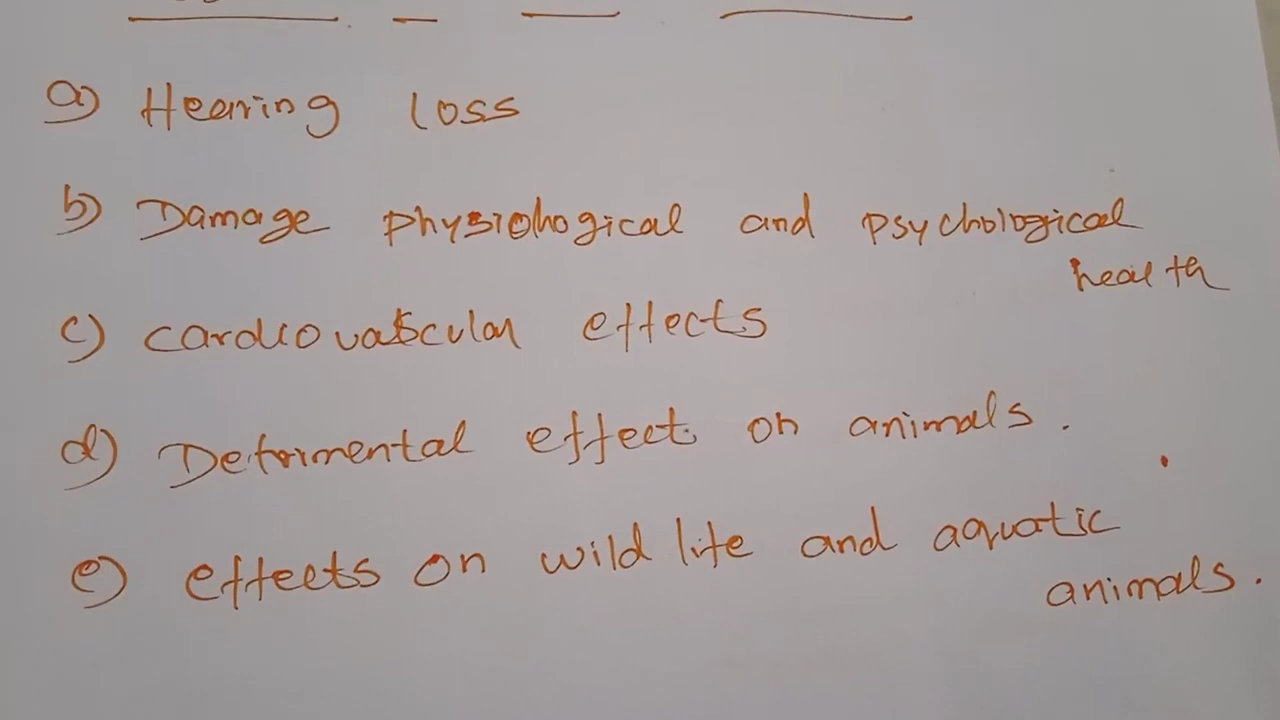 a) Hearing loss
b) Damage physiological and psychological
health
c) cardiovascular effects
d) Detrimental effect on animals.
e) effects on wild life and aquatic
animals.